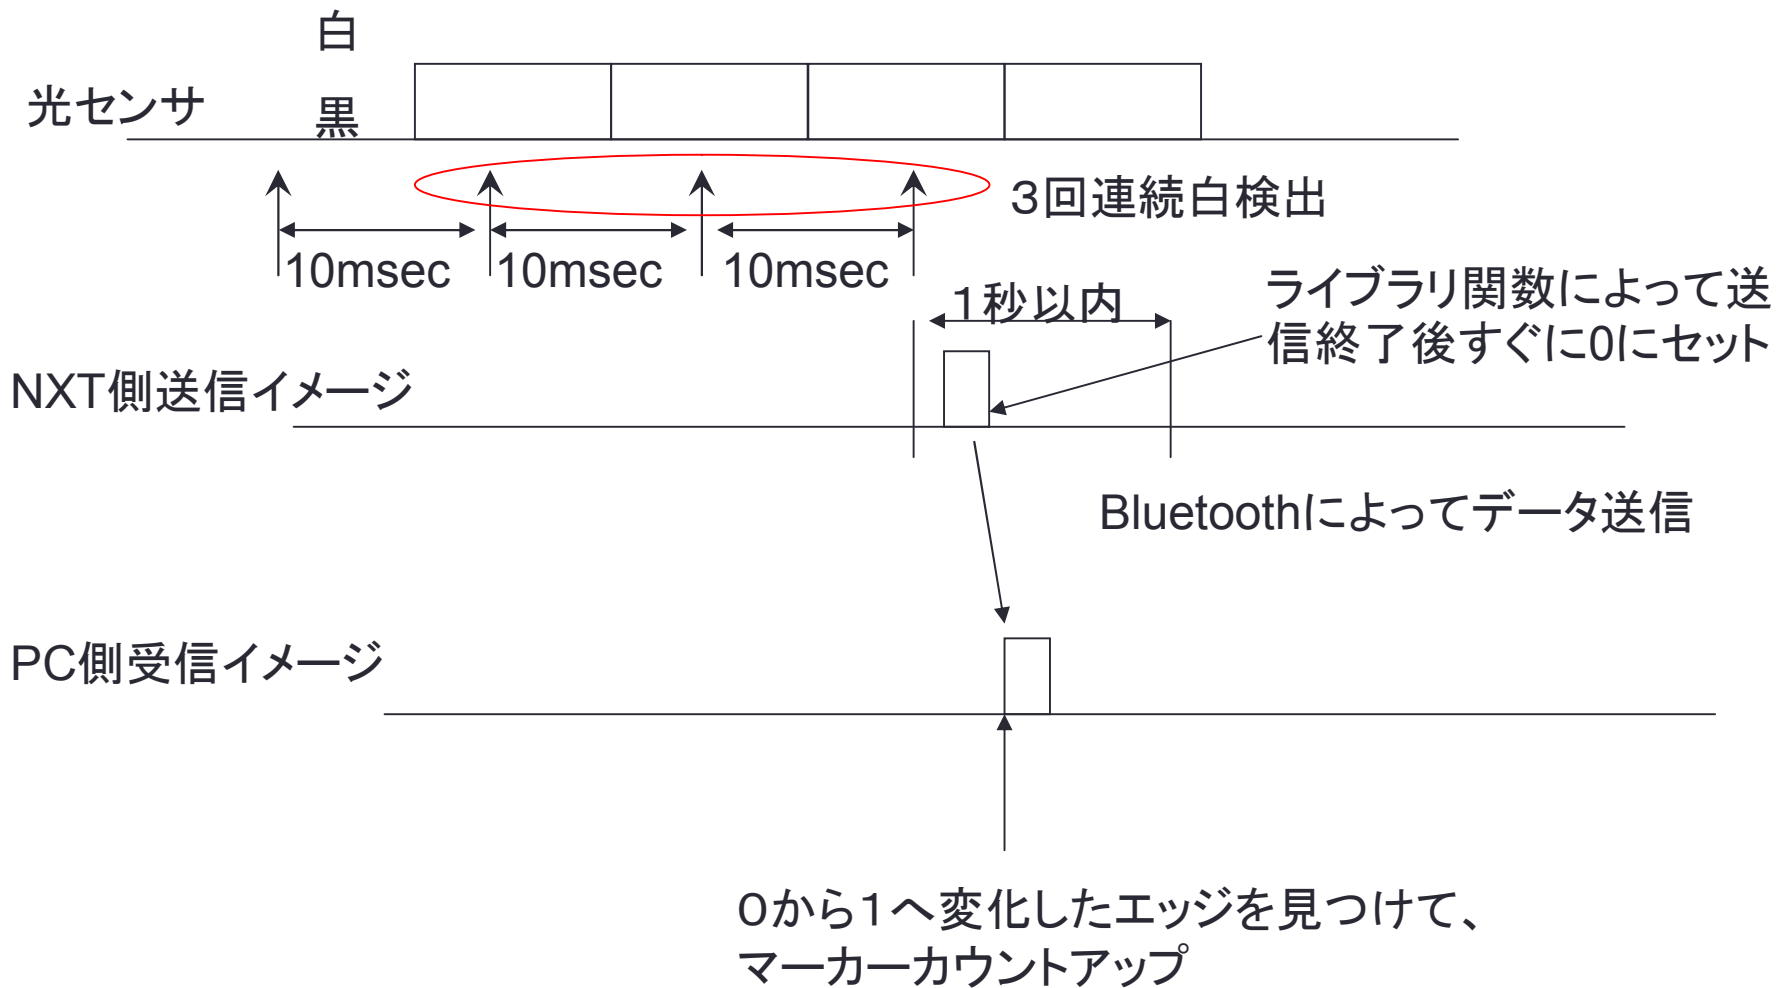 白
光センサ
黒
３回連続白検出
10msec
10msec
10msec
１秒以内
ライブラリ関数によって送
信終了後すぐに0にセット
NXT側送信イメージ
Bluetoothによってデータ送信
PC側受信イメージ
０から１へ変化したエッジを見つけて、
マーカーカウントアップ